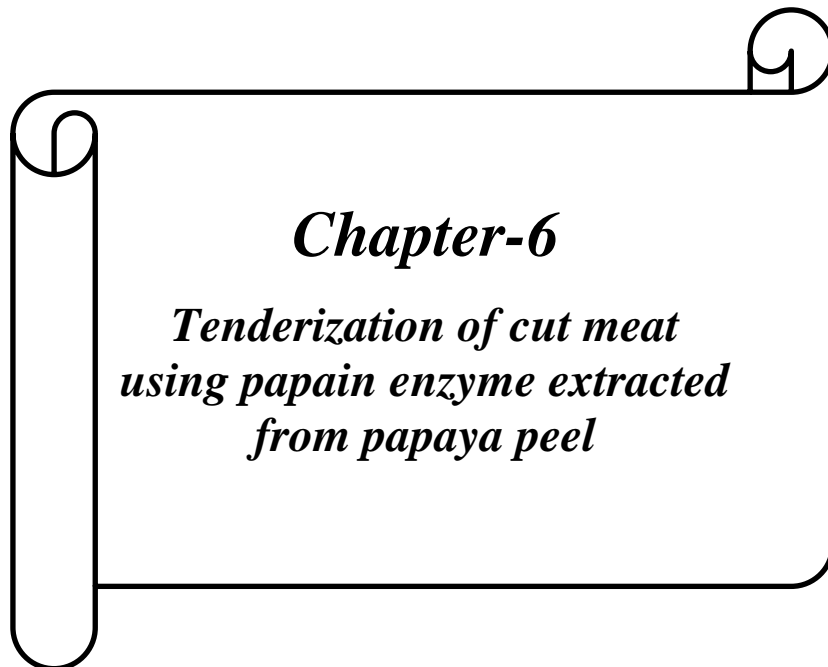 Chapter-6
Tenderization of cut meat
using papain enzyme extracted
from papaya peel